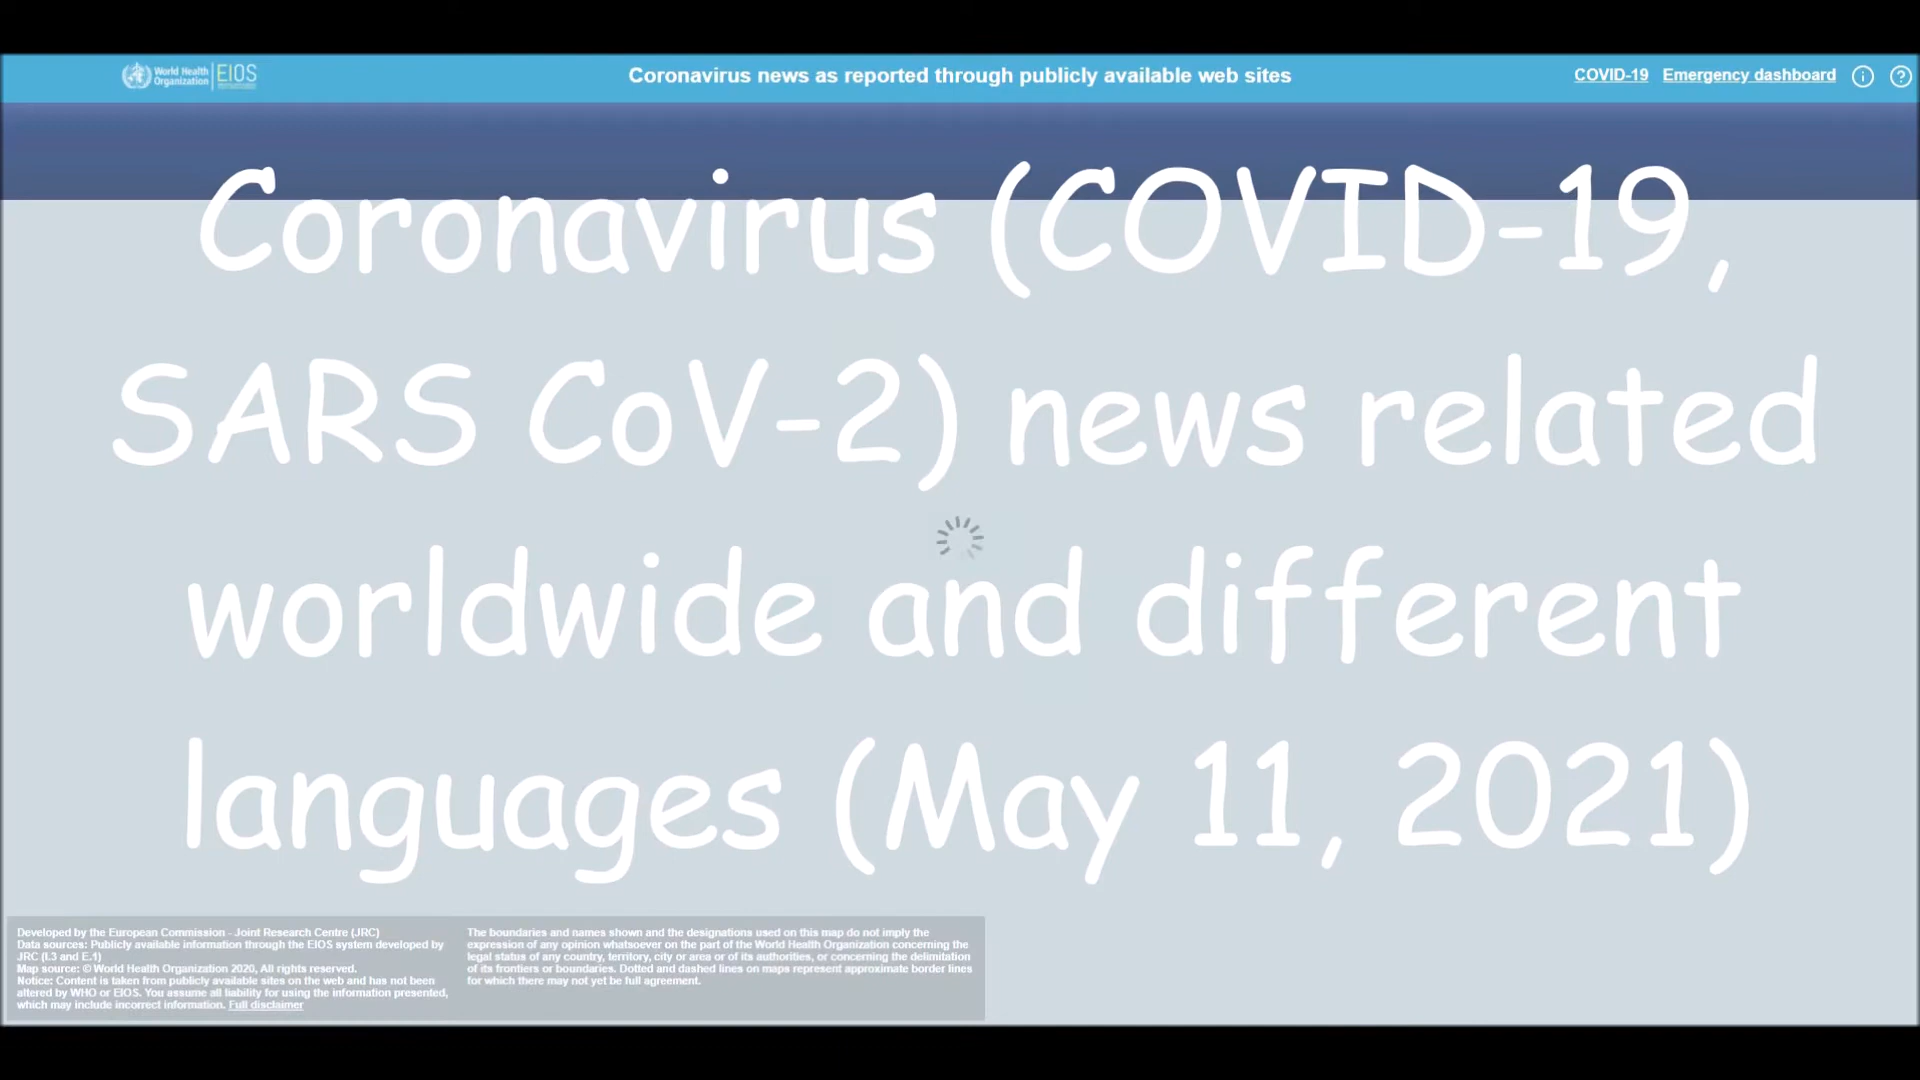 World Health
Organization
EIOS
Coronavirus news as reported through publicly available web sites
COVID-19
Emergency dashboard
Coronavirus (COVID-19,
SARS CoV-2) news related
worldwide and different
languages (May 11, 2021)
Developed by the European Commission - Joint Research Centre (JRC)
Data sources: Publicly available information through the EIOS system developed by
JRC (I.3 and E.1)
Map source: © World Health Organization 2020, All rights reserved.
Notice: Content is taken from publicly available sites on the web and has not been
altered by WHO or EIOS. You assume all liability for using the information presented,
which may include incorrect information. Full disclaimer
The boundaries and names shown and the designations used on this map do not imply the
expression of any opinion whatsoever on the part of the World Health Organization concerning the
legal status of any country, territory, city or area or of its authorities, or concerning the delimitation
of its frontiers or boundaries. Dotted and dashed lines on maps represent approximate border lines
for which there may not yet be full agreement.